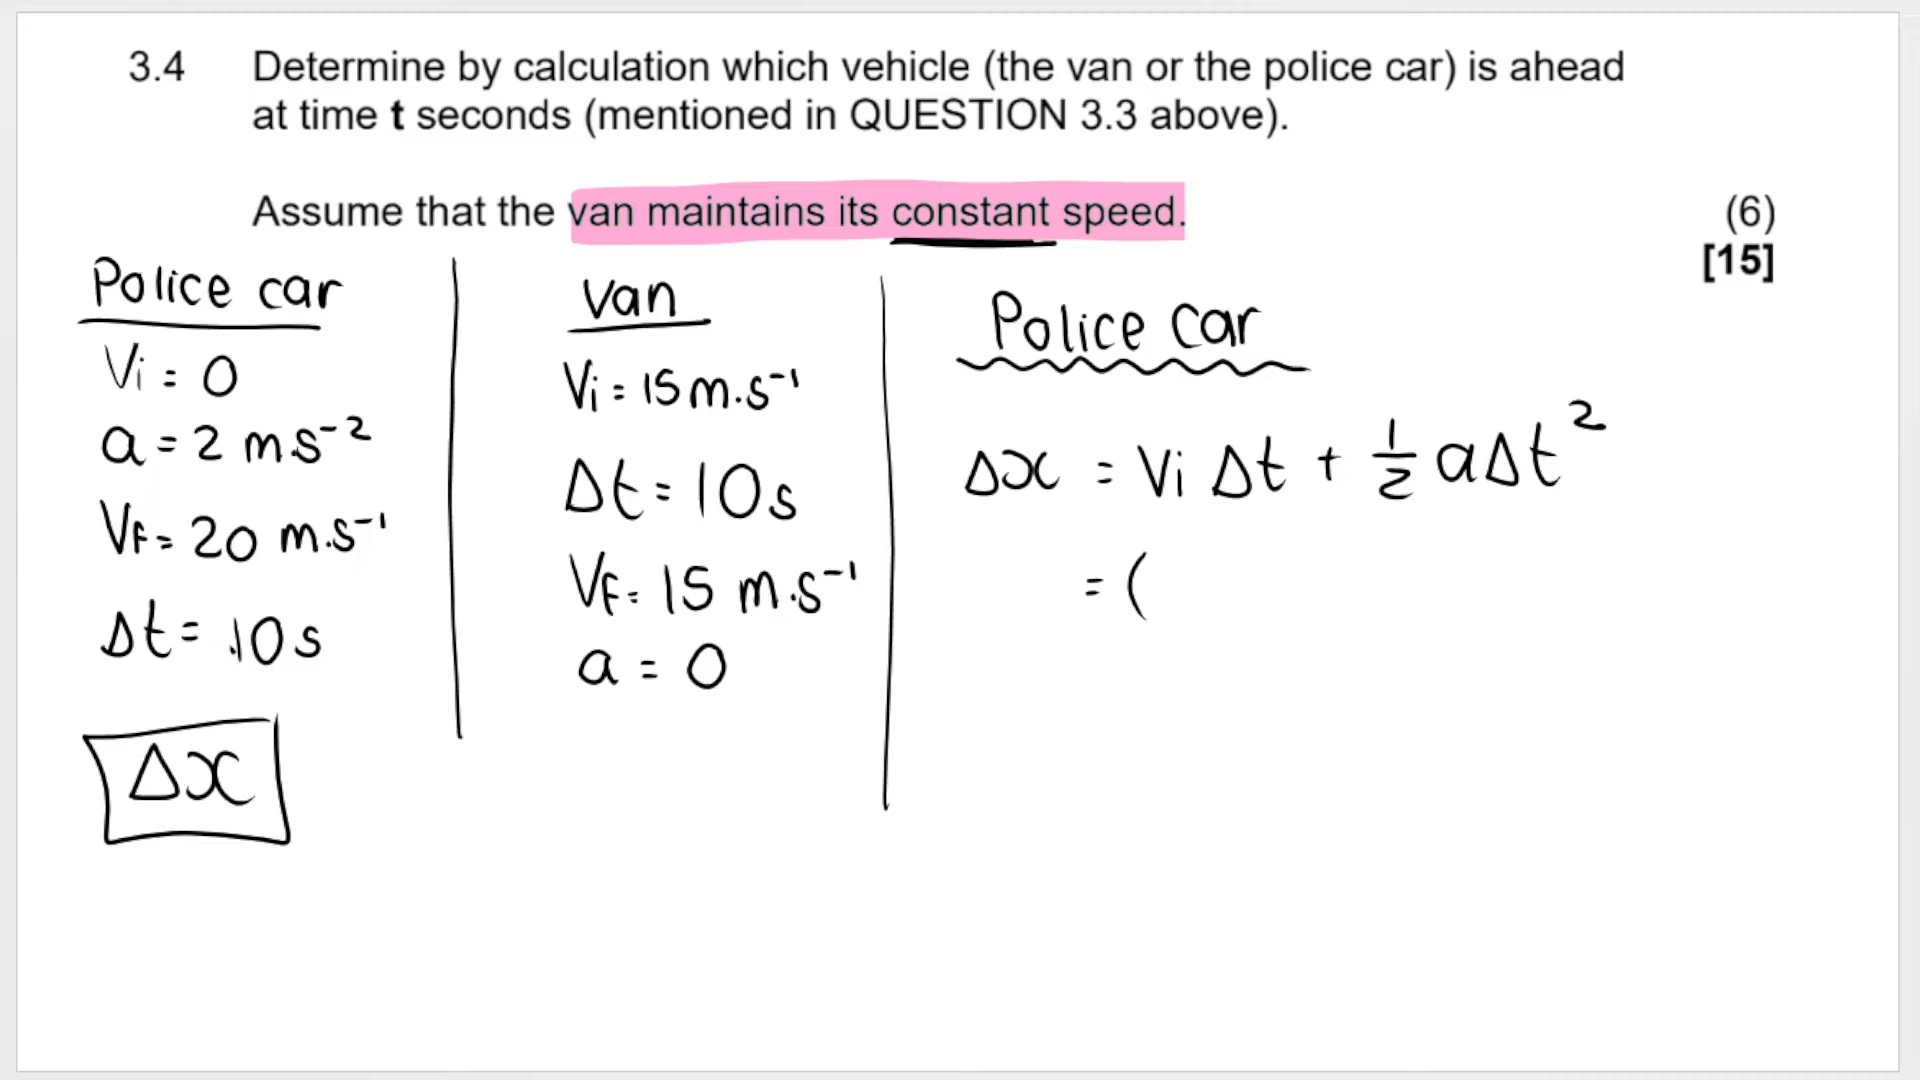 3.4 Determine by calculation which vehicle (the van or the police car) is ahead
at time t seconds (mentioned in QUESTION 3.3 above).
Assume that the van maintains its constant speed. (6)
[15]
Police car
Vi = 0
a = 2 m.s⁻²
VF = 20 m.s⁻¹
Δt = 10s
Δx
Van
Vi = 15 m.s⁻¹
Δt = 10s
VF = 15 m.s⁻¹
a = 0
Police car
Δx = Vi Δt + ½ aΔt²
= (